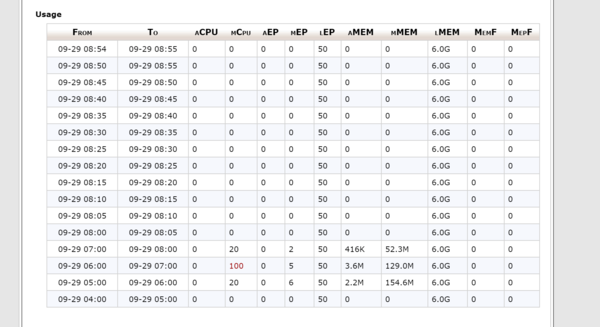 Usage
From To aCPU mCpu aEP mEP lEP aMEM mMEM lMEM MemF MepF
09-29 08:54 09-29 08:55 0 0 0 0 50 0 0 6.0G 0 0
09-29 08:50 09-29 08:55 0 0 0 0 50 0 0 6.0G 0 0
09-29 08:45 09-29 08:50 0 0 0 0 50 0 0 6.0G 0 0
09-29 08:40 09-29 08:45 0 0 0 0 50 0 0 6.0G 0 0
09-29 08:35 09-29 08:40 0 0 0 0 50 0 0 6.0G 0 0
09-29 08:30 09-29 08:35 0 0 0 0 50 0 0 6.0G 0 0
09-29 08:25 09-29 08:30 0 0 0 0 50 0 0 6.0G 0 0
09-29 08:20 09-29 08:25 0 0 0 0 50 0 0 6.0G 0 0
09-29 08:15 09-29 08:20 0 0 0 0 50 0 0 6.0G 0 0
09-29 08:10 09-29 08:15 0 0 0 0 50 0 0 6.0G 0 0
09-29 08:05 09-29 08:10 0 0 0 0 50 0 0 6.0G 0 0
09-29 08:00 09-29 08:05 0 0 0 0 50 0 0 6.0G 0 0
09-29 07:00 09-29 08:00 0 20 0 2 50 416K 52.3M 6.0G 0 0
09-29 06:00 09-29 07:00 0 100 0 5 50 3.6M 129.0M 6.0G 0 0
09-29 05:00 09-29 06:00 0 20 0 6 50 2.2M 154.6M 6.0G 0 0
09-29 04:00 09-29 05:00 0 0 0 0 50 0 0 6.0G 0 0